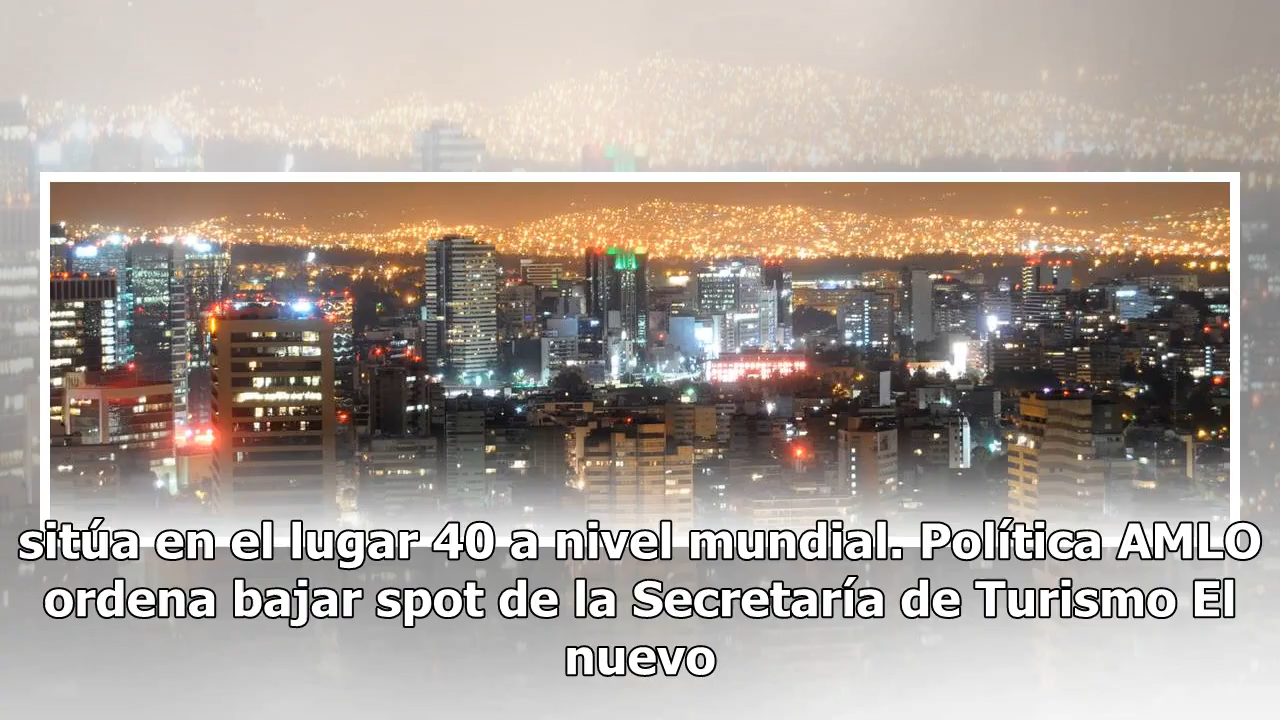 sitúa en el lugar 40 a nivel mundial. Política AMLO
ordena bajar spot de la Secretaría de Turismo El
nuevo